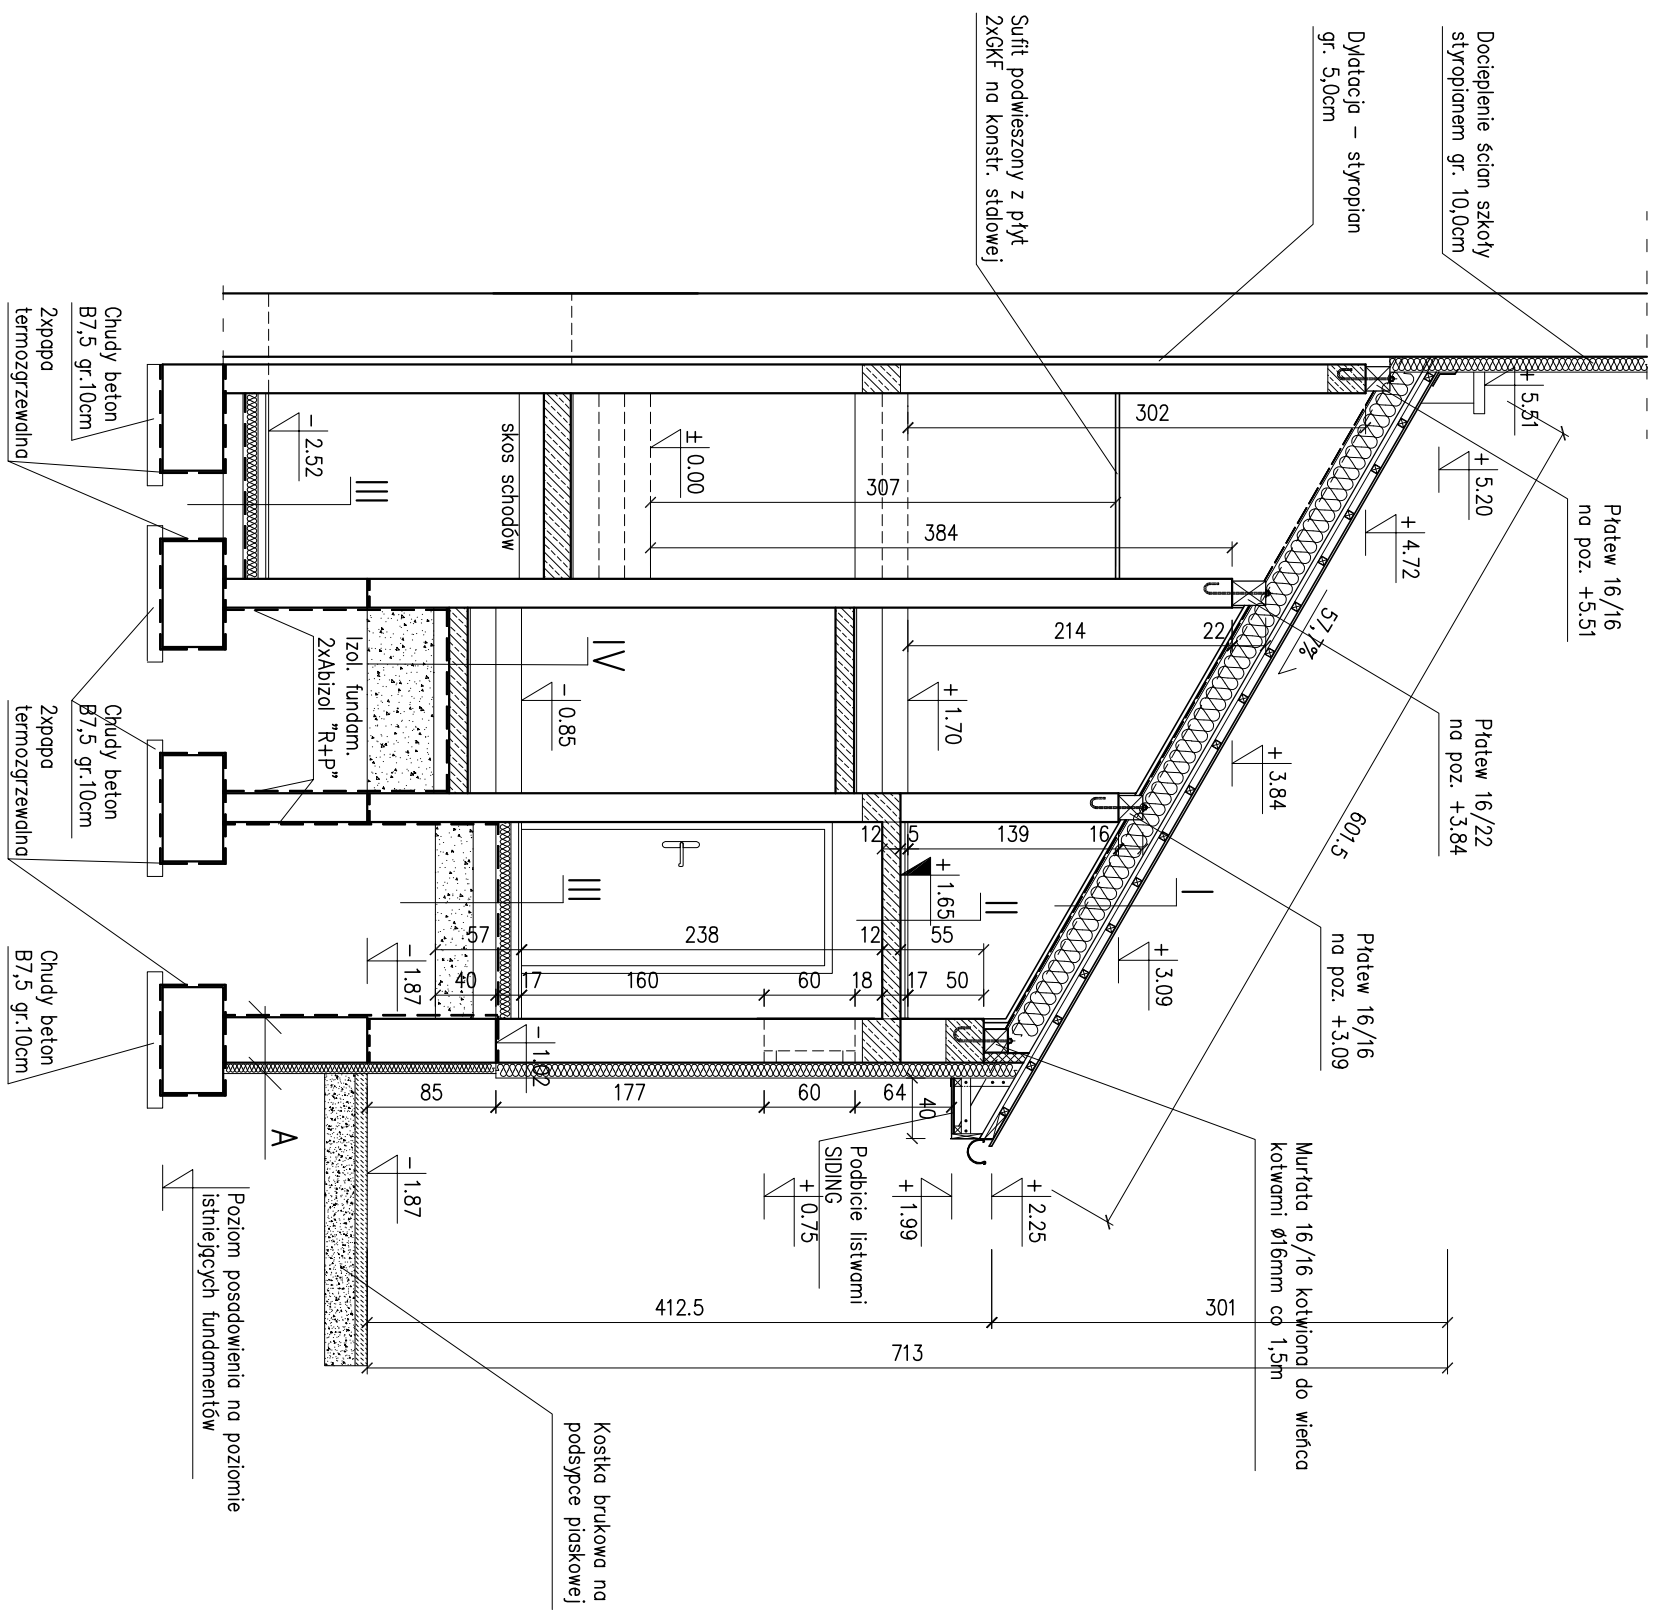 Docieplenie ścian szkoły
styropianem gr. 10,0cm
Dylatacja – styropian
gr. 5,0cm
Sufit podwieszony z płyt
2xGKF na konstr. stalowej
Płatew 16/16
na poz. +5.51
Płatew 16/22
na poz. +3.84
Płatew 16/16
na poz. +3.09
Murłata 16/16 kotwiona do wieńca
kotwami ø16mm co 1,5m
+ 5.51
+ 5.20
+ 4.72
+ 3.84
+ 3.09
+ 2.25
+ 1.99
+ 0.75
57,7%
601.5
302
307
384
214
22
139
16
12
5
± 0.00
+ 1.70
+ 1.65
- 0.85
- 2.52
- 1.87
- 1.02
- 1.87
I
II
III
III
IV
A
skos schodów
57
238
12
55
40
17
160
60
18
17
50
85
177
60
64
40
412.5
301
713
Podbicie listwami
SIDING
Izol. fundam.
2xAbizol "R+P"
Chudy beton
B7,5 gr.10cm
2xpapa
termozgrzewalna
Chudy beton
B7,5 gr.10cm
2xpapa
termozgrzewalna
Chudy beton
B7,5 gr.10cm
Poziom posadowienia na poziomie
istniejących fundamentów
Kostka brukowa na
podsypce piaskowej